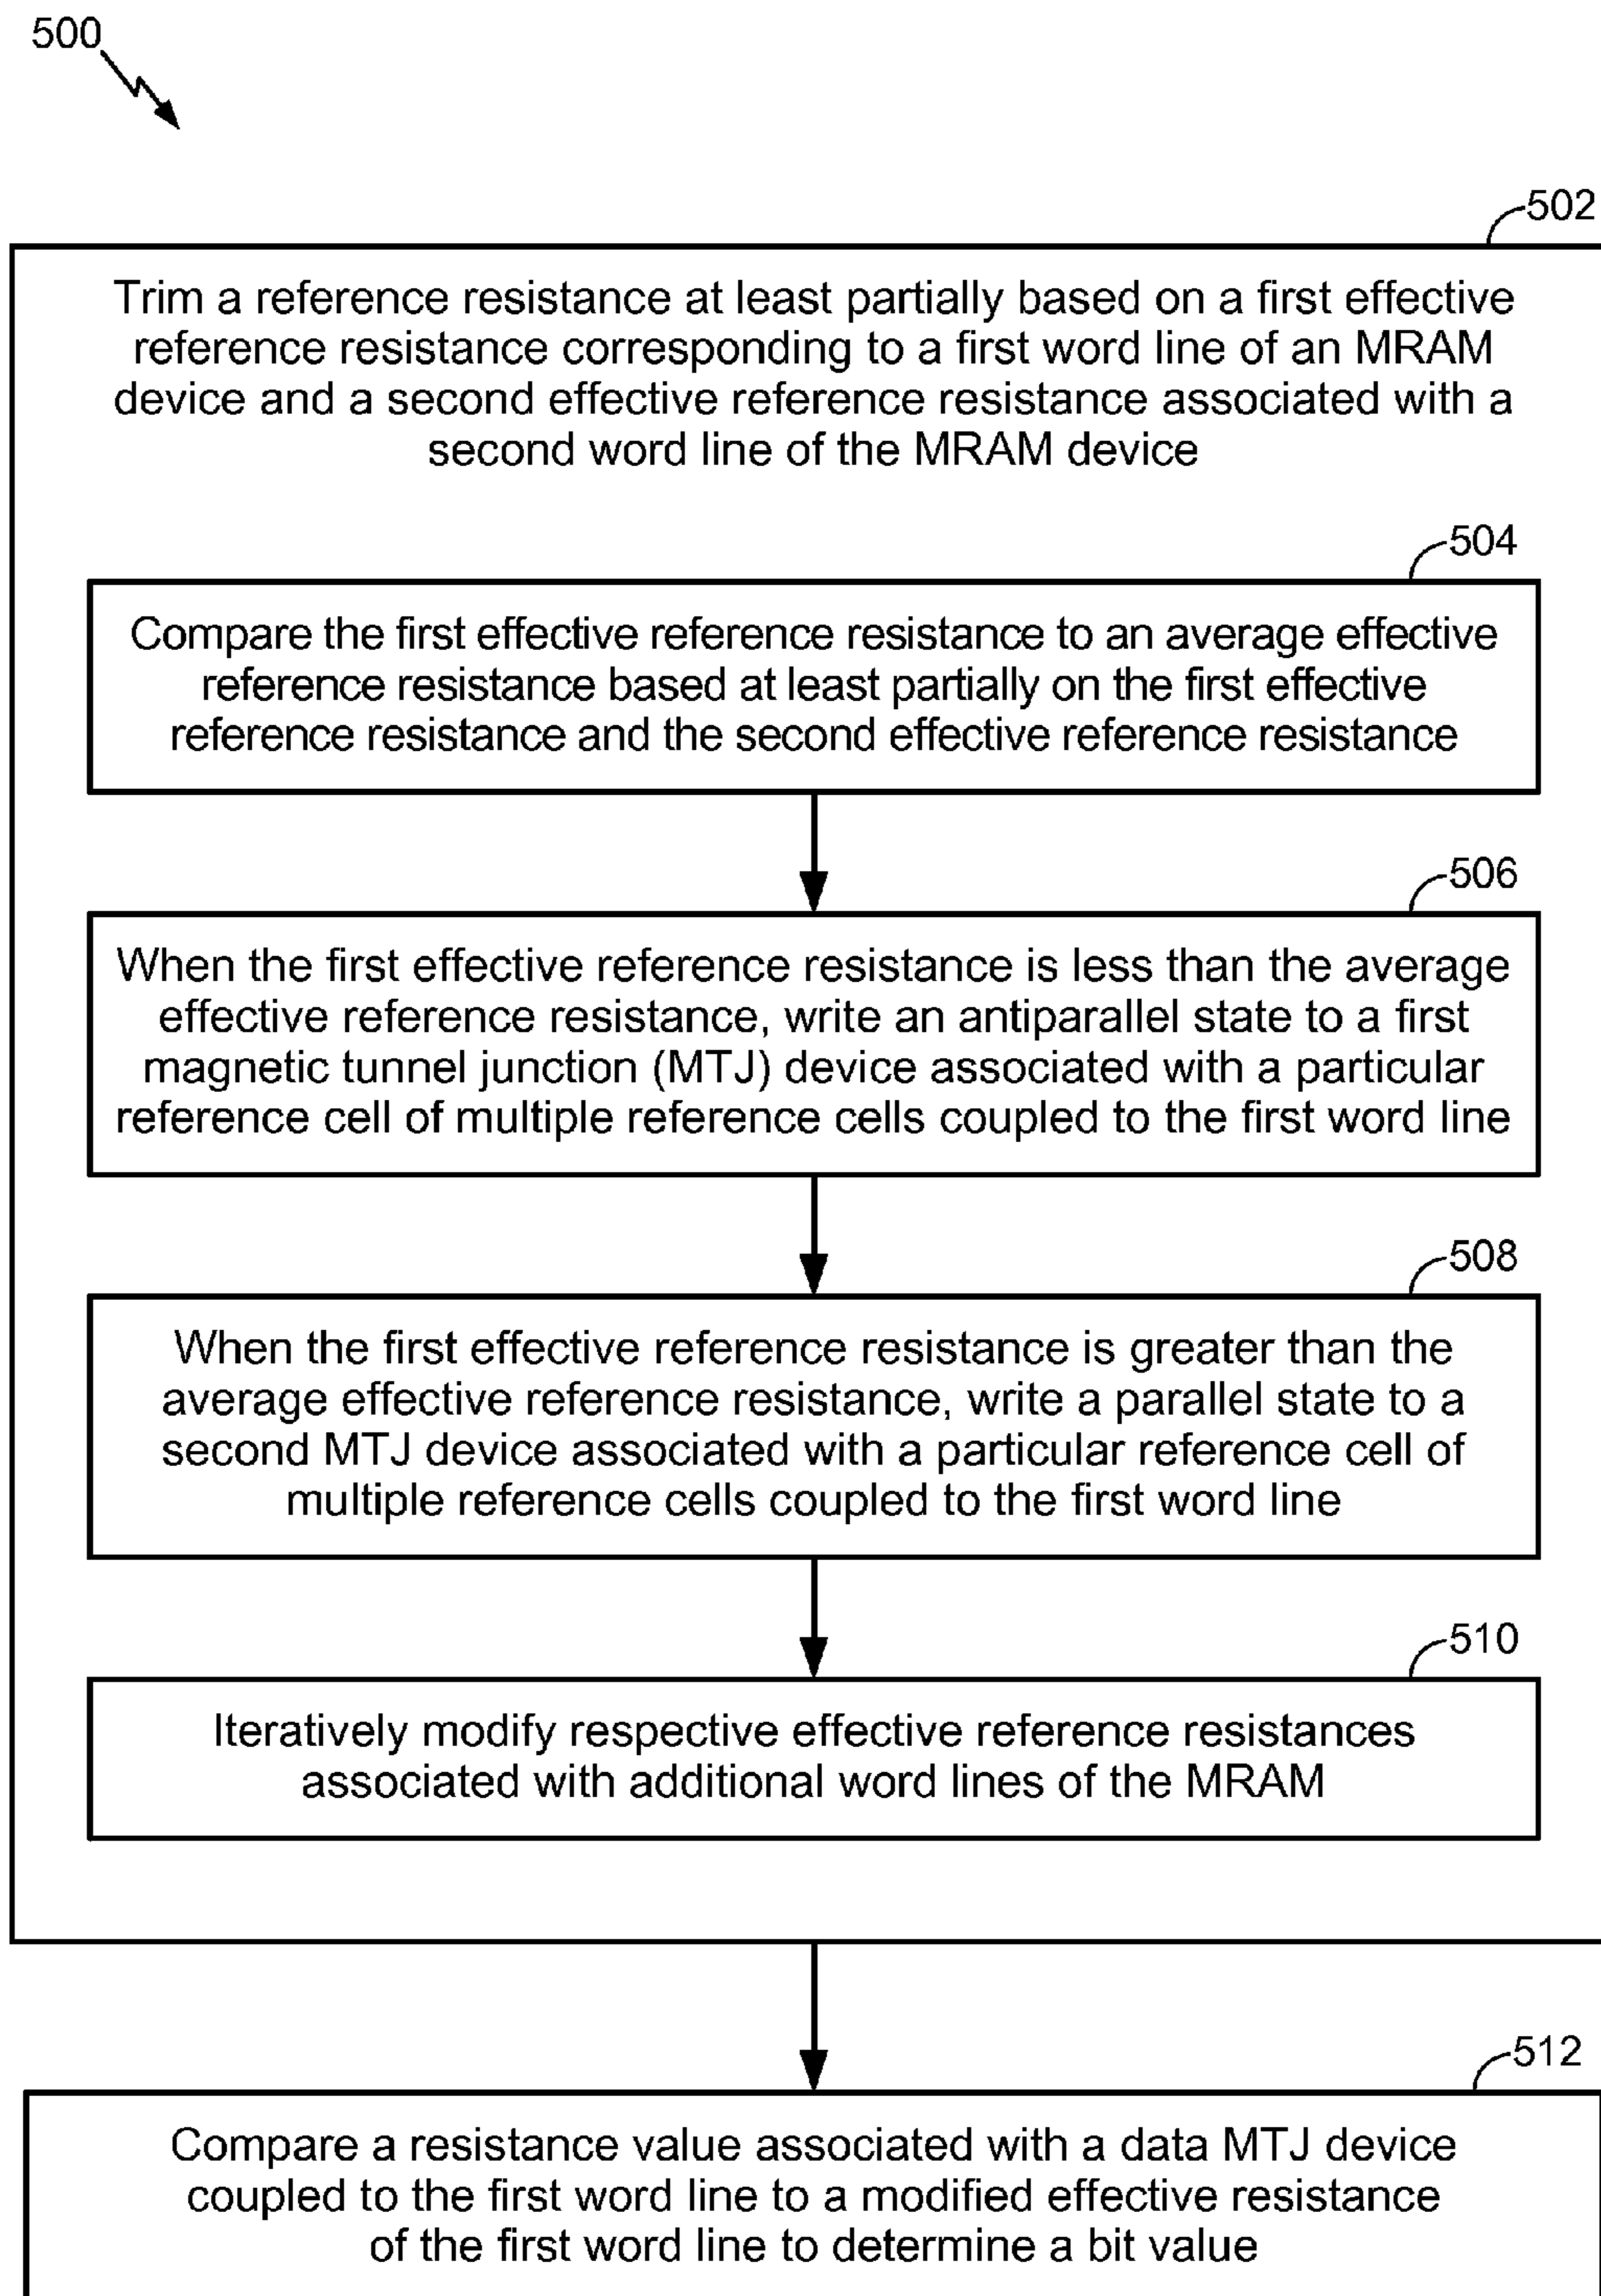 500
502
Trim a reference resistance at least partially based on a first effective
reference resistance corresponding to a first word line of an MRAM
device and a second effective reference resistance associated with a
second word line of the MRAM device
504
Compare the first effective reference resistance to an average effective
reference resistance based at least partially on the first effective
reference resistance and the second effective reference resistance
506
When the first effective reference resistance is less than the average
effective reference resistance, write an antiparallel state to a first
magnetic tunnel junction (MTJ) device associated with a particular
reference cell of multiple reference cells coupled to the first word line
508
When the first effective reference resistance is greater than the
average effective reference resistance, write a parallel state to a
second MTJ device associated with a particular reference cell of
multiple reference cells coupled to the first word line
510
Iteratively modify respective effective reference resistances
associated with additional word lines of the MRAM
512
Compare a resistance value associated with a data MTJ device
coupled to the first word line to a modified effective resistance
of the first word line to determine a bit value